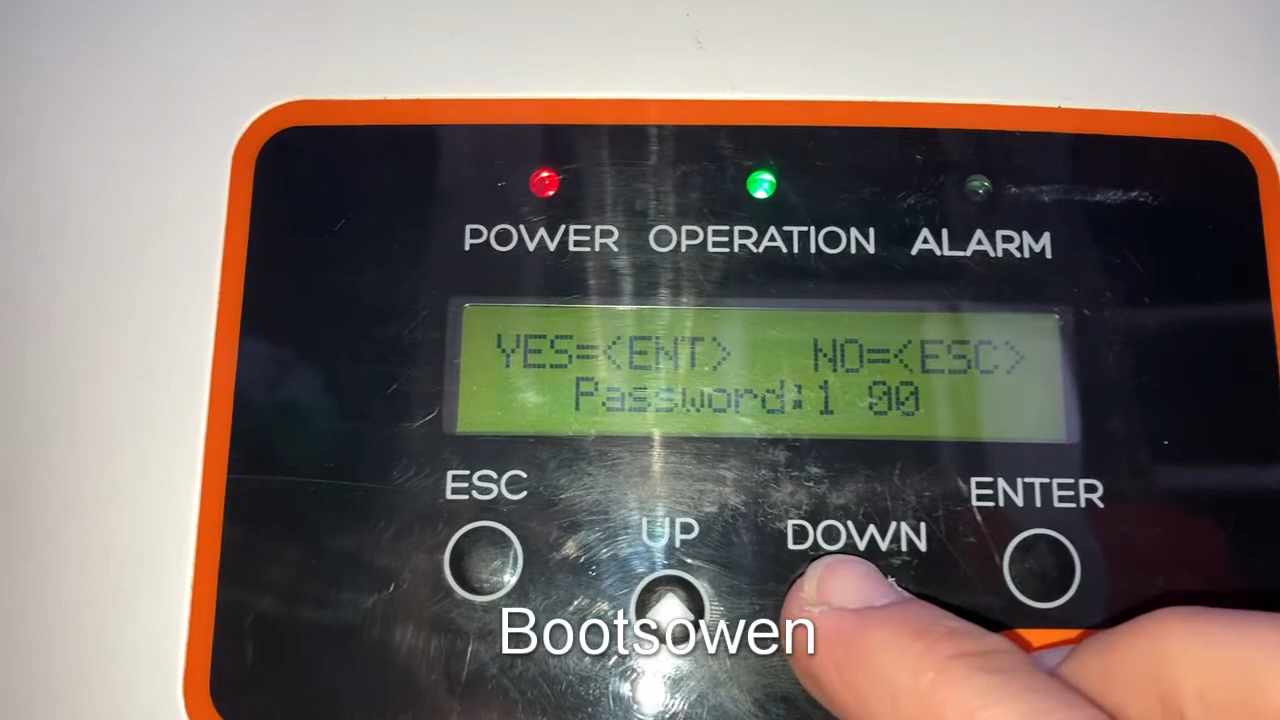 POWER OPERATION ALARM
YES=<ENT> NO=<ESC>
Password:1 00
ESC
ENTER
UP
DOWN
Bootsowen